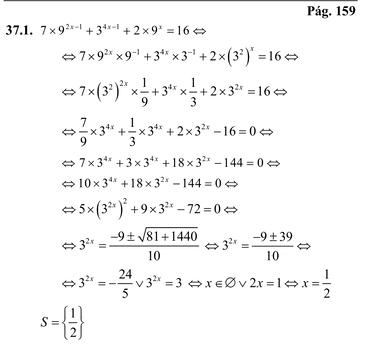 Pág. 159
37.1. 7 × 9^(2x−1) + 3^(4x−1) + 2 × 9^x = 16 ⇔
⇔ 7 × 9^(2x) × 9^(−1) + 3^(4x) × 3^(−1) + 2 × (3^2)^x = 16 ⇔
⇔ 7 × (3^2)^(2x) × 1/9 + 3^(4x) × 1/3 + 2 × 3^(2x) = 16 ⇔
⇔ 7/9 × 3^(4x) + 1/3 × 3^(4x) + 2 × 3^(2x) − 16 = 0 ⇔
⇔ 7 × 3^(4x) + 3 × 3^(4x) + 18 × 3^(2x) − 144 = 0 ⇔
⇔ 10 × 3^(4x) + 18 × 3^(2x) − 144 = 0 ⇔
⇔ 5 × (3^(2x))^2 + 9 × 3^(2x) − 72 = 0 ⇔
⇔ 3^(2x) = (−9 ± √(81 + 1440))/10 ⇔ 3^(2x) = (−9 ± 39)/10 ⇔
⇔ 3^(2x) = −24/5 ∨ 3^(2x) = 3 ⇔ x ∈ ∅ ∨ 2x = 1 ⇔ x = 1/2
S = {1/2}